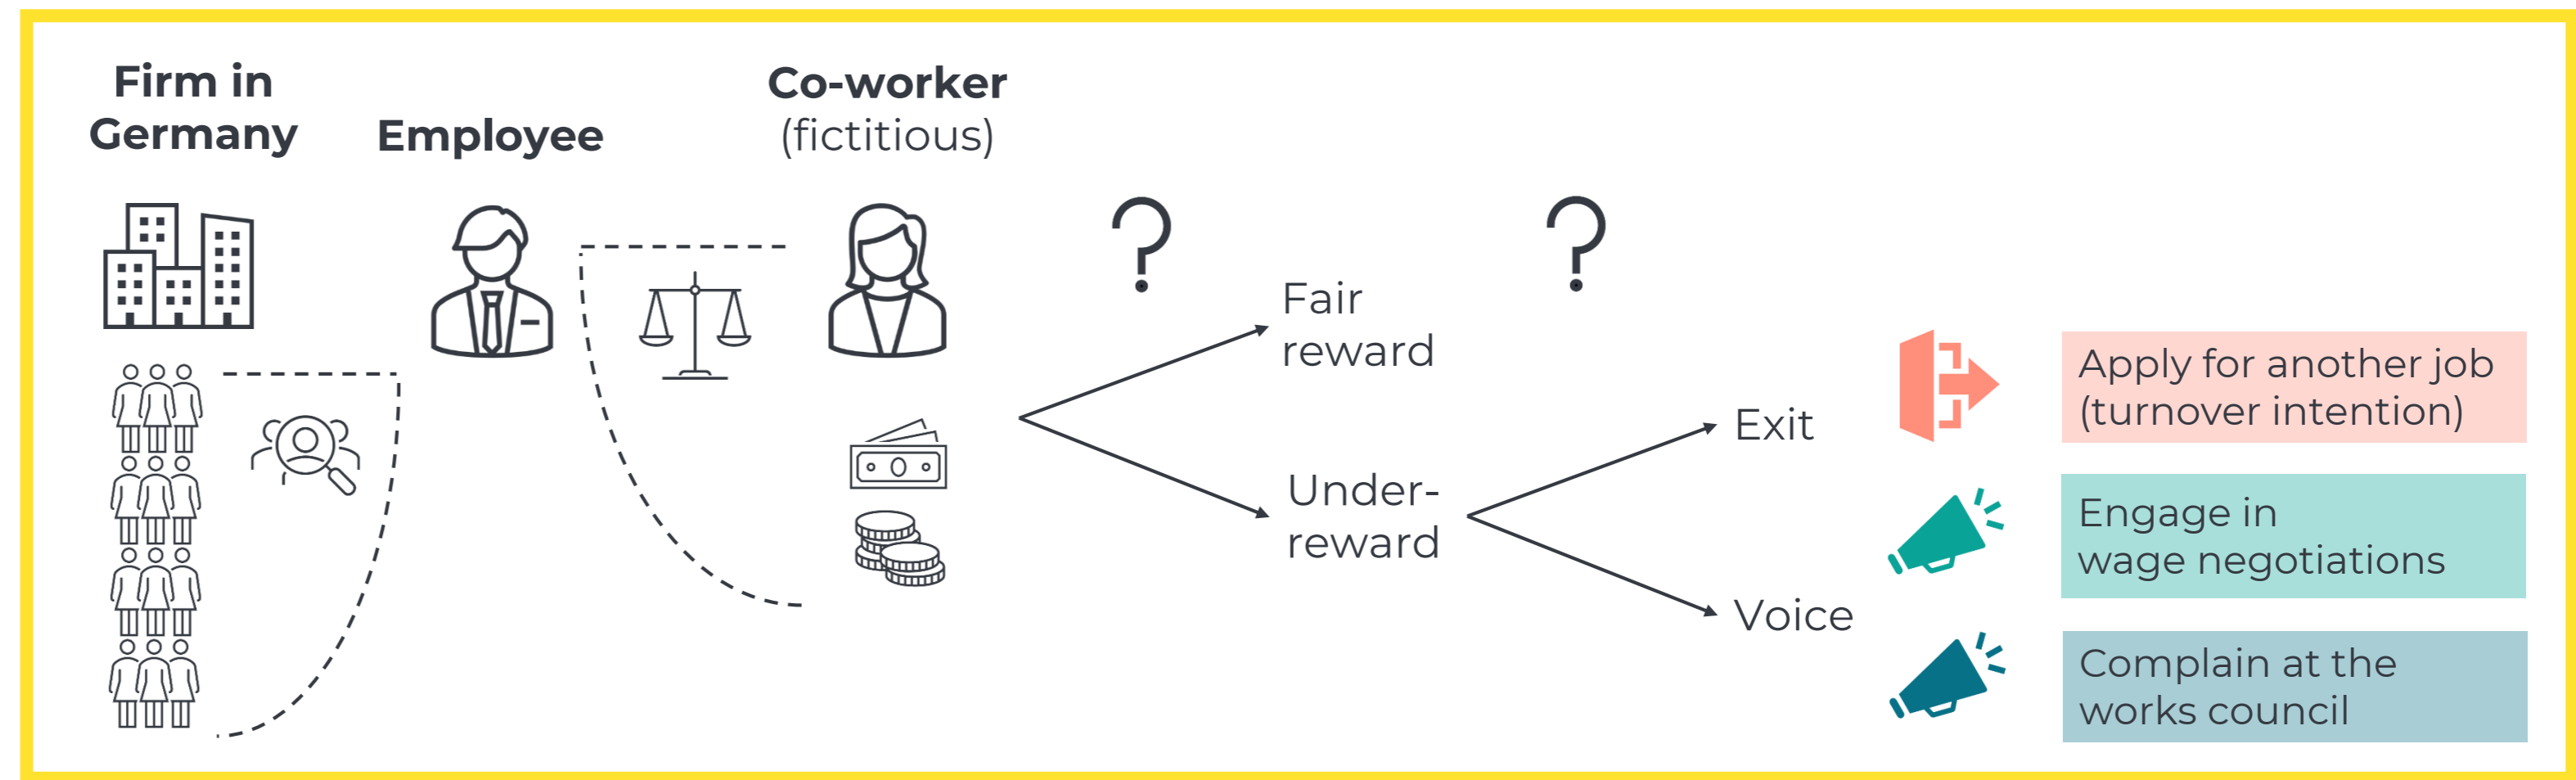 Firm in
Germany
Employee
Co-worker
(fictitious)
?
?
Fair
reward
Under-
reward
Exit
Voice
Apply for another job
(turnover intention)
Engage in
wage negotiations
Complain at the
works council